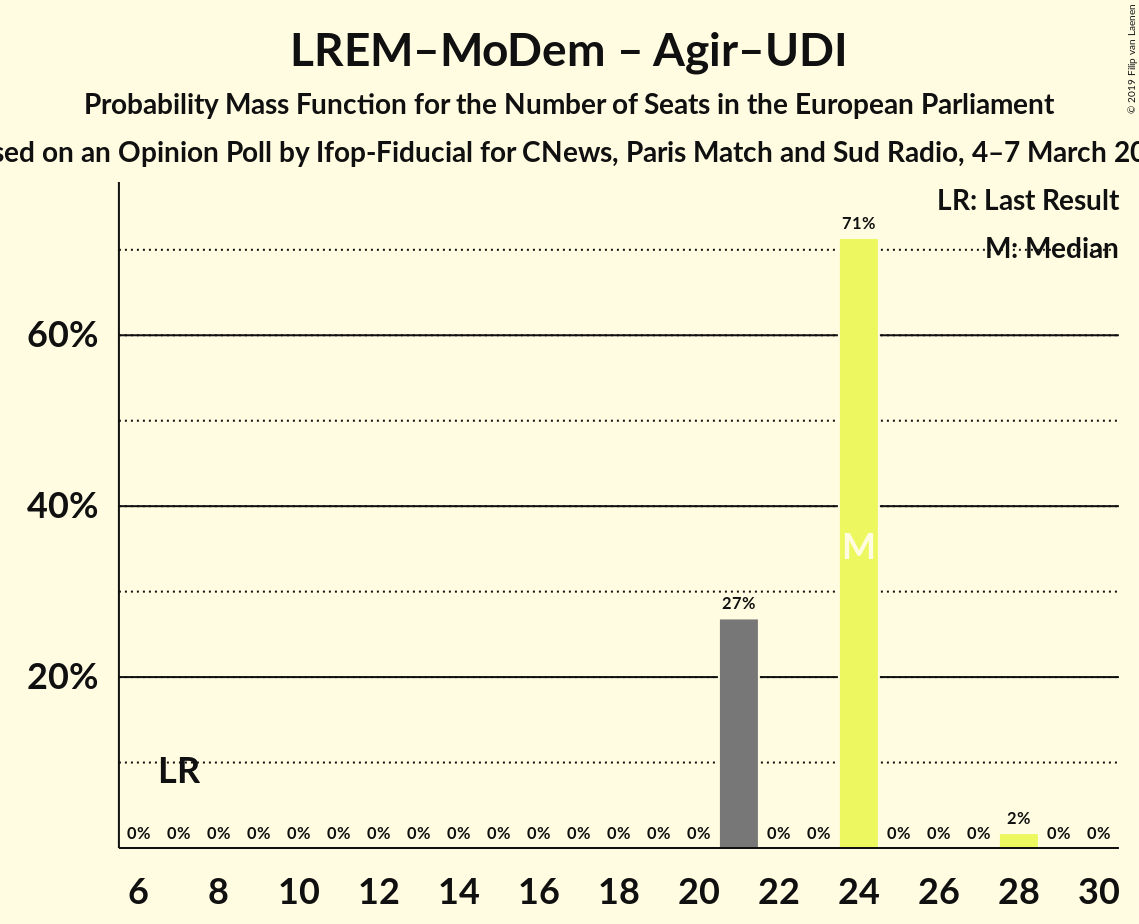 LREM–MoDem – Agir–UDI
Probability Mass Function for the Number of Seats in the European Parliament
sed on an Opinion Poll by Ifop-Fiducial for CNews, Paris Match and Sud Radio, 4–7 March 20
© 2019 Filip van Laenen
LR: Last Result
M: Median
71%
60%
40%
M
27%
20%
LR
2%
0% 0% 0% 0% 0% 0% 0% 0% 0% 0% 0% 0% 0% 0% 0% 0% 0% 0% 0% 0% 0% 0%
6 8 10 12 14 16 18 20 22 24 26 28 30